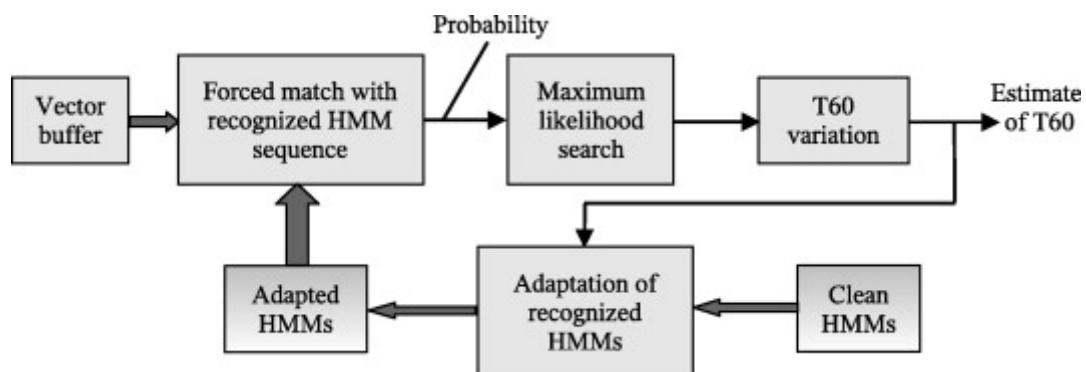 Probability
Vector
buffer
Forced match with
recognized HMM
sequence
Maximum
likelihood
search
T60
variation
Estimate
of T60
Adapted
HMMs
Adaptation of
recognized
HMMs
Clean
HMMs